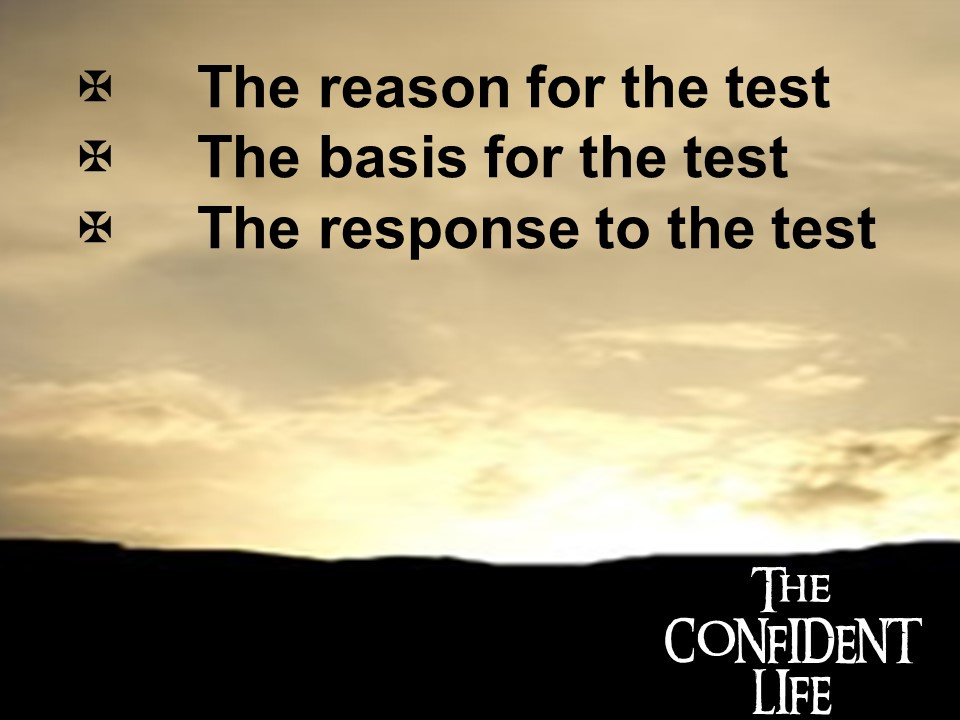 ✠ The reason for the test
✠ The basis for the test
✠ The response to the test
The
Confident
Life